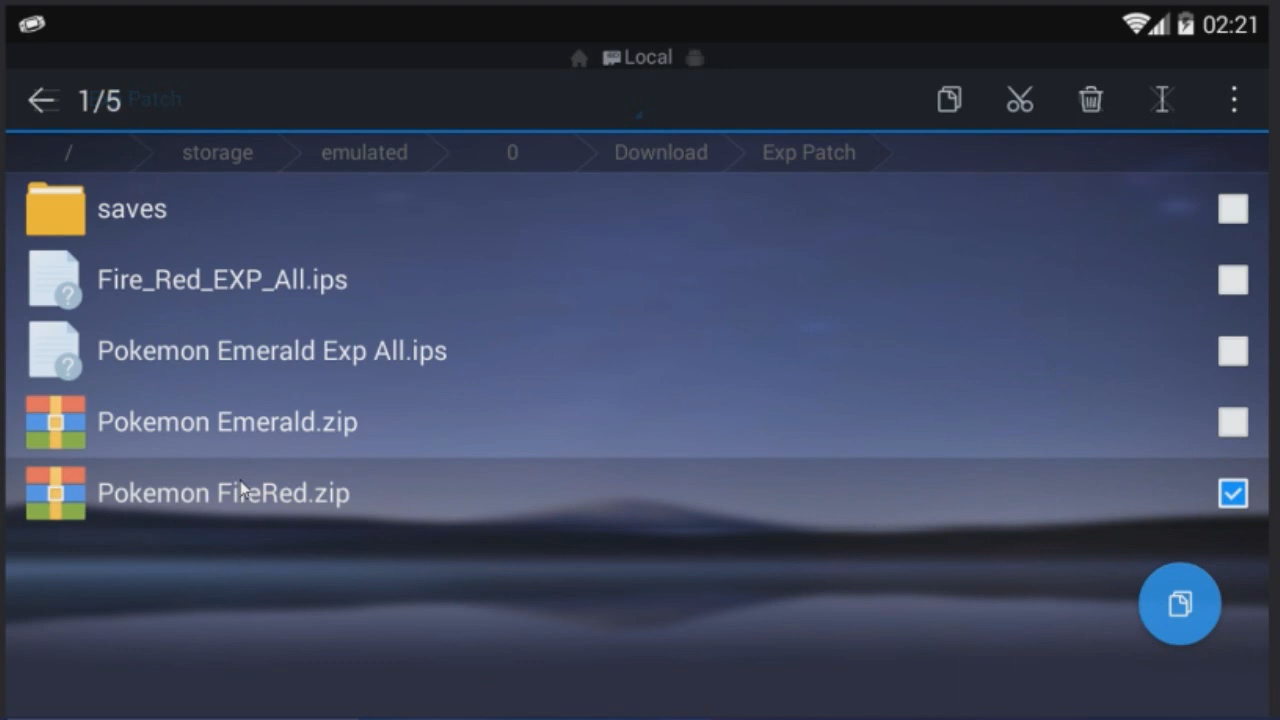 02:21
Local
1/5
Patch
/ storage emulated 0 Download Exp Patch
saves
Fire_Red_EXP_All.ips
Pokemon Emerald Exp All.ips
Pokemon Emerald.zip
Pokemon FireRed.zip